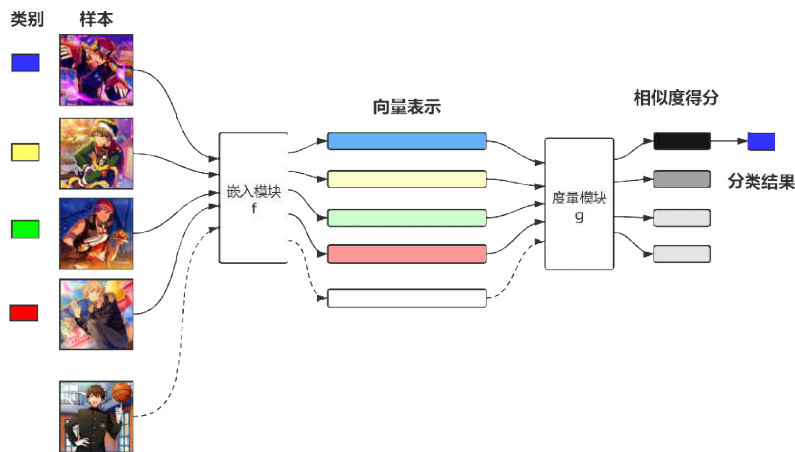 类别
样本
嵌入模块
f
向量表示
度量模块
g
相似度得分
分类结果